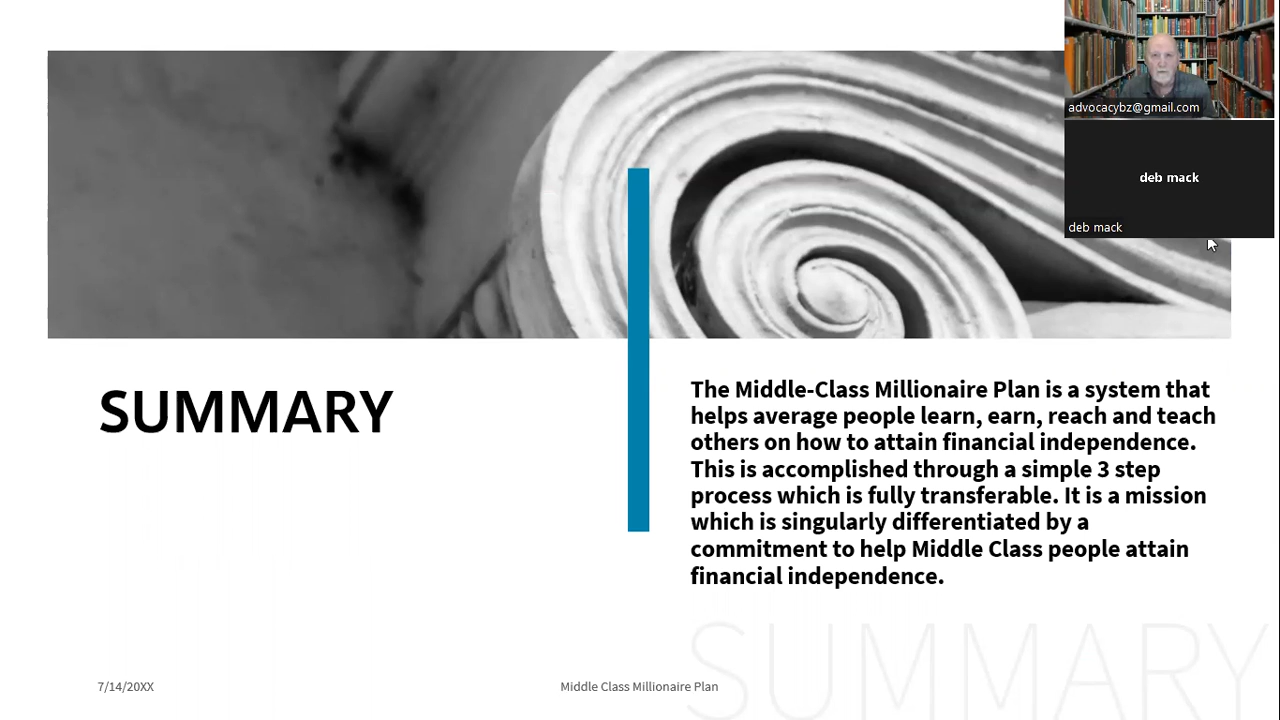 advocacybz@gmail.com
deb mack
deb mack
SUMMARY
The Middle-Class Millionaire Plan is a system that
helps average people learn, earn, reach and teach
others on how to attain financial independence.
This is accomplished through a simple 3 step
process which is fully transferable. It is a mission
which is singularly differentiated by a
commitment to help Middle Class people attain
financial independence.
SUMMARY
7/14/20XX
Middle Class Millionaire Plan